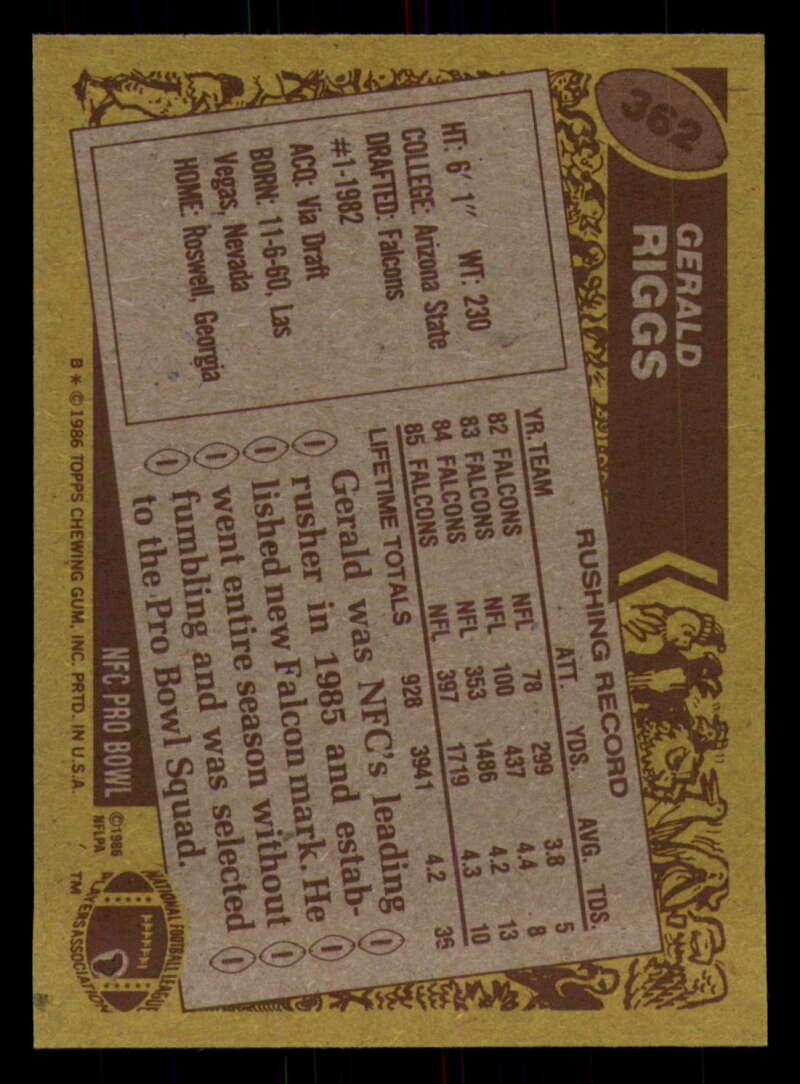 362
GERALD
RIGGS
HT: 6' 1" WT: 230
COLLEGE: Arizona State
DRAFTED: Falcons
#1-1982
ACQ: Via Draft
BORN: 11-6-60, Las
Vegas, Nevada
HOME: Roswell, Georgia
RUSHING RECORD
YR. TEAM ATT. YDS. AVG. TDS.
82 FALCONS NFL 78 299 3.8 5
83 FALCONS NFL 100 437 4.4 8
84 FALCONS NFL 353 1486 4.2 13
85 FALCONS NFL 397 1719 4.3 10
LIFETIME TOTALS 928 3941 4.2 36
Gerald was NFC's leading
rusher in 1985 and estab-
lished new Falcon mark. He
went entire season without
fumbling and was selected
to the Pro Bowl Squad.
NFC PRO BOWL
B * © 1986 TOPPS CHEWING GUM, INC. PRTD. IN U.S.A.
© 1986
NFLPA
TM
NATIONAL FOOTBALL LEAGUE
PLAYERS ASSOCIATION